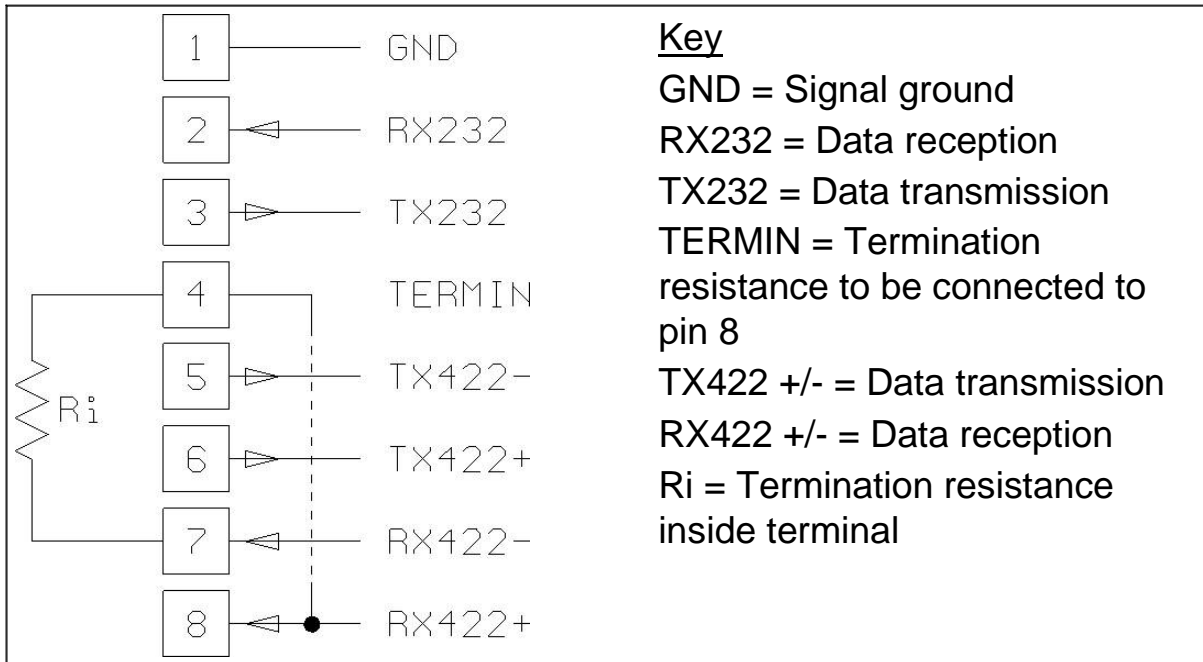 1 GND
2 RX232
3 TX232
4 TERMIN
5 TX422-
Ri
6 TX422+
7 RX422-
8 RX422+
Key
GND = Signal ground
RX232 = Data reception
TX232 = Data transmission
TERMIN = Termination
resistance to be connected to
pin 8
TX422 +/- = Data transmission
RX422 +/- = Data reception
Ri = Termination resistance
inside terminal